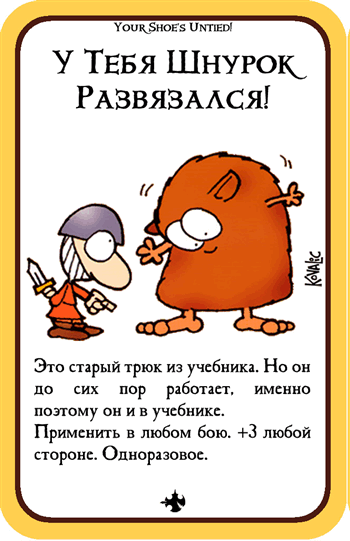 Your Shoe's Untied!
У Тебя Шнурок
Развязался!
Kovalic
Это старый трюк из учебника. Но он
до сих пор работает, именно
поэтому он и в учебнике.
Применить в любом бою. +3 любой
стороне. Одноразовое.